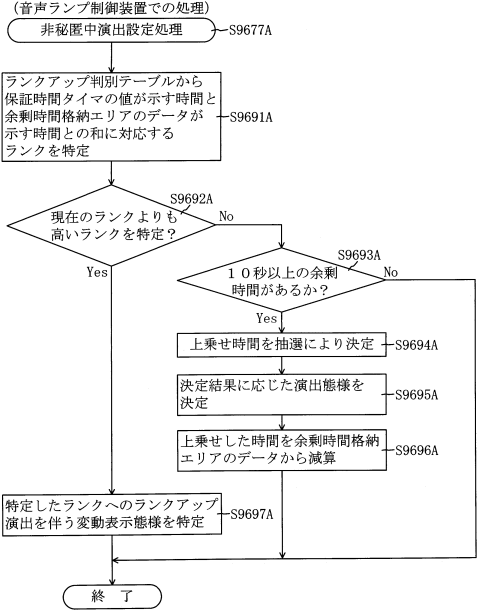 (音声ランプ制御装置での処理)
非秘匿中演出設定処理
S9677A
ランクアップ判別テーブルから
保証時間タイマの値が示す時間と
余剰時間格納エリアのデータが
示す時間との和に対応する
ランクを特定
S9691A
S9692A
現在のランクよりも
高いランクを特定?
No
Yes
S9693A
10秒以上の余剰
時間があるか?
No
Yes
上乗せ時間を抽選により決定
S9694A
決定結果に応じた演出態様を
決定
S9695A
上乗せした時間を余剰時間格納
エリアのデータから減算
S9696A
特定したランクへのランクアップ
演出を伴う変動表示態様を特定
S9697A
終 了